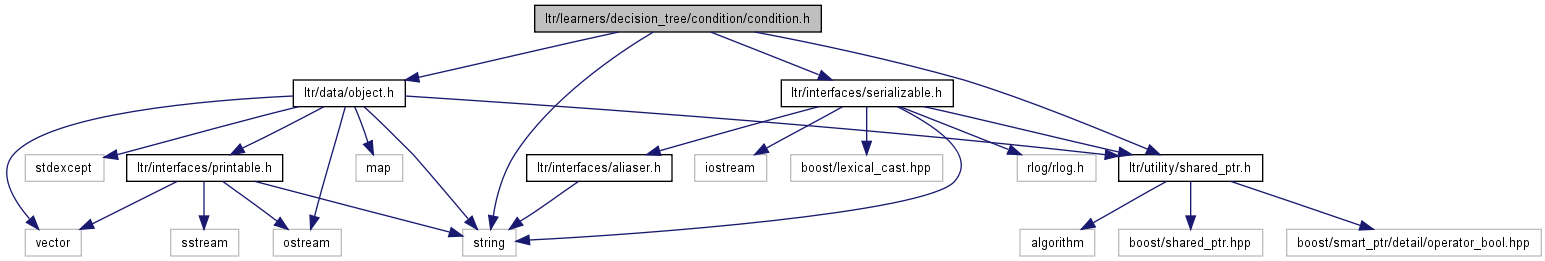 ltr/learners/decision_tree/condition/condition.h
ltr/data/object.h
ltr/interfaces/serializable.h
stdexcept
ltr/interfaces/printable.h
map
ltr/interfaces/aliaser.h
iostream
boost/lexical_cast.hpp
rlog/rlog.h
ltr/utility/shared_ptr.h
vector
sstream
ostream
string
algorithm
boost/shared_ptr.hpp
boost/smart_ptr/detail/operator_bool.hpp